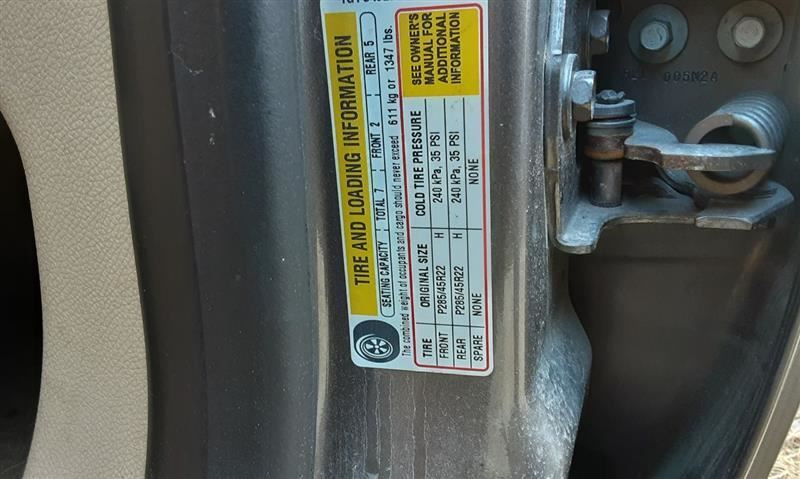 TIRE AND LOADING INFORMATION
SEE OWNER'S
MANUAL FOR
ADDITIONAL
INFORMATION
SEATING CAPACITY TOTAL 7 FRONT 2 REAR 5
The combined weight of occupants and cargo should never exceed 611 kg or 1347 lbs.
TIRE ORIGINAL SIZE COLD TIRE PRESSURE
FRONT P285/45R22 H 240 kPa, 35 PSI
REAR P285/45R22 H 240 kPa, 35 PSI
SPARE NONE NONE